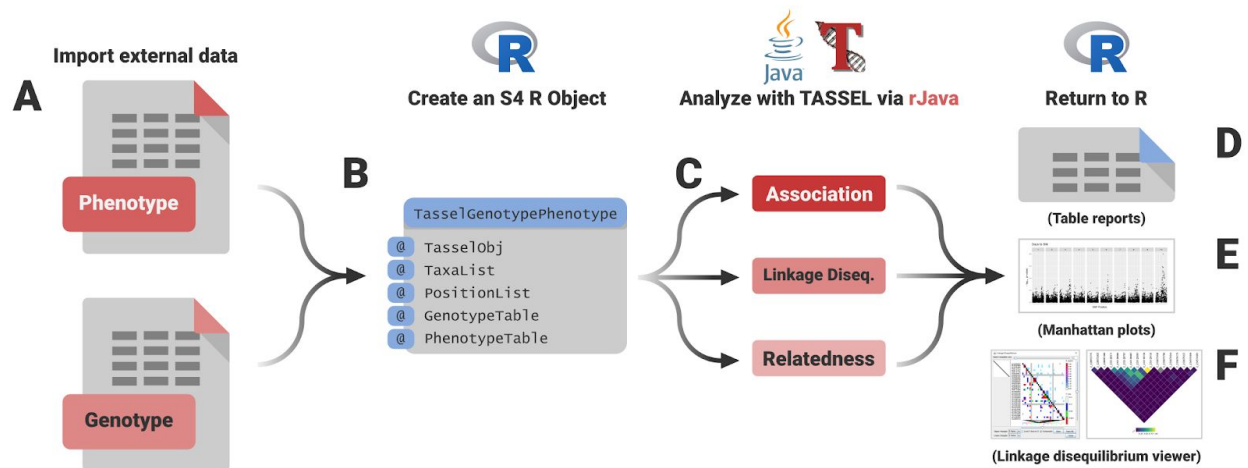 Import external data
A
Phenotype
Genotype
R
Create an S4 R Object
B
TasselGenotypePhenotype
@ TasselObj
@ TaxaList
@ PositionList
@ GenotypeTable
@ PhenotypeTable
Java
T
Analyze with TASSEL via rJava
C
Association
Linkage Diseq.
Relatedness
R
Return to R
D
(Table reports)
E
(Manhattan plots)
F
(Linkage disequilibrium viewer)